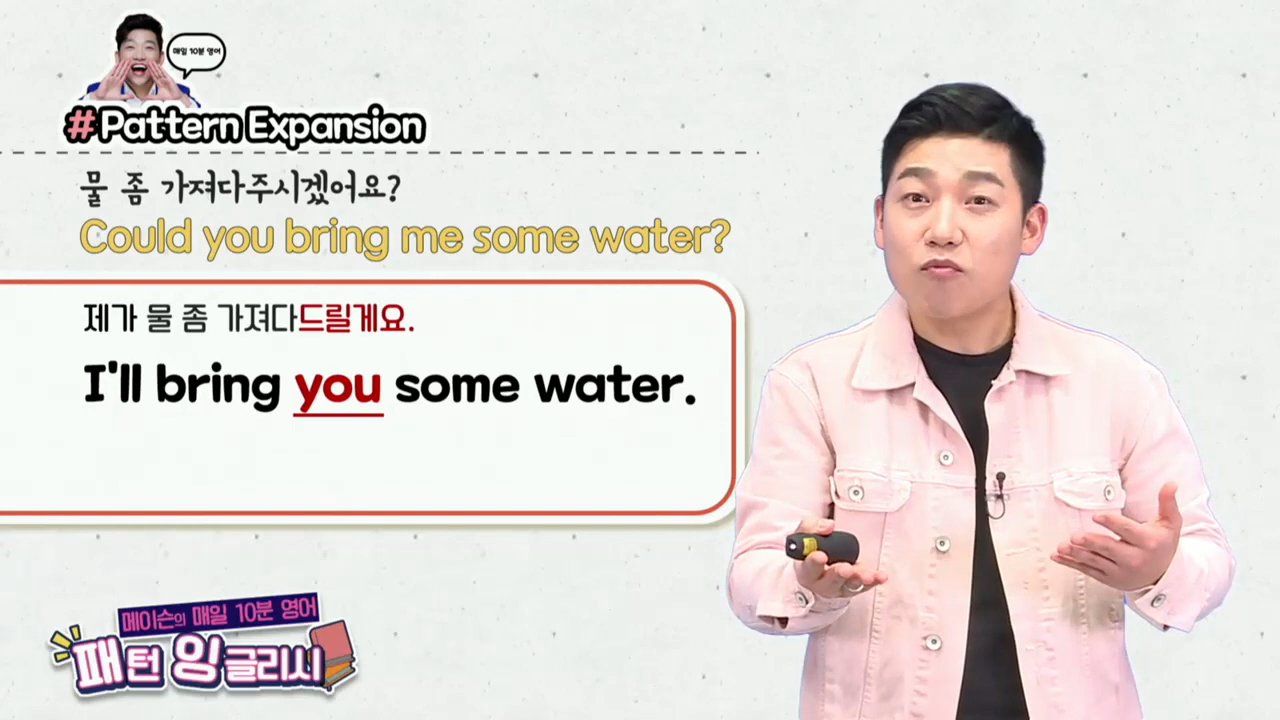 매일 10분 영어
#Pattern Expansion
물 좀 가져다주시겠어요?
Could you bring me some water?
제가 물 좀 가져다드릴게요.
I'll bring you some water.
메이슨의 매일 10분 영어
패턴 잉글리시